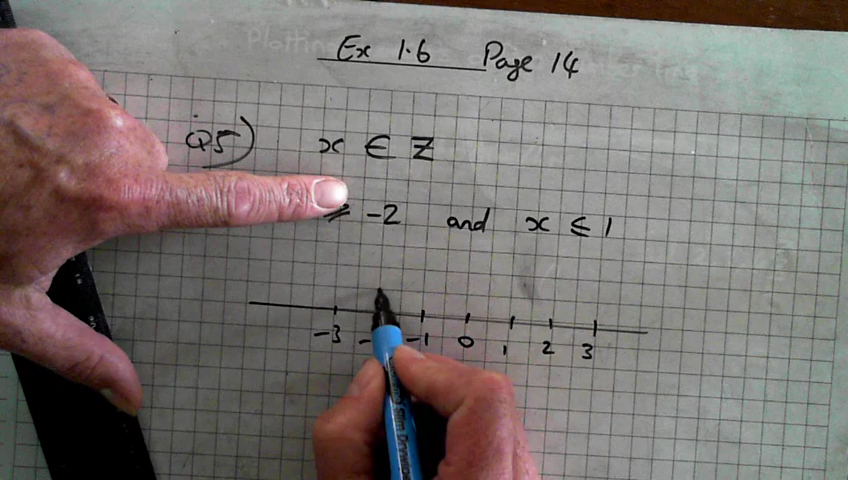 Ex 1.6 Page 14
Q5) x ∈ Z
⩾ -2 and x ⩽ 1
-3 -1 0 1 2 3